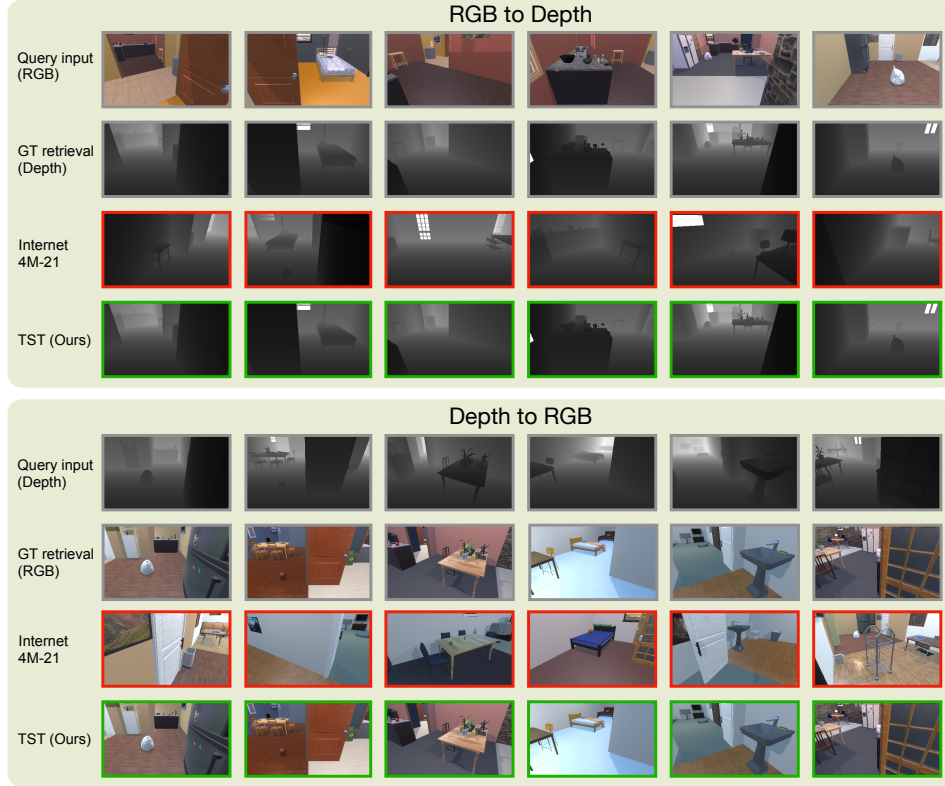 RGB to Depth
Query input
(RGB)
GT retrieval
(Depth)
Internet
4M-21
TST (Ours)
Depth to RGB
Query input
(Depth)
GT retrieval
(RGB)
Internet
4M-21
TST (Ours)